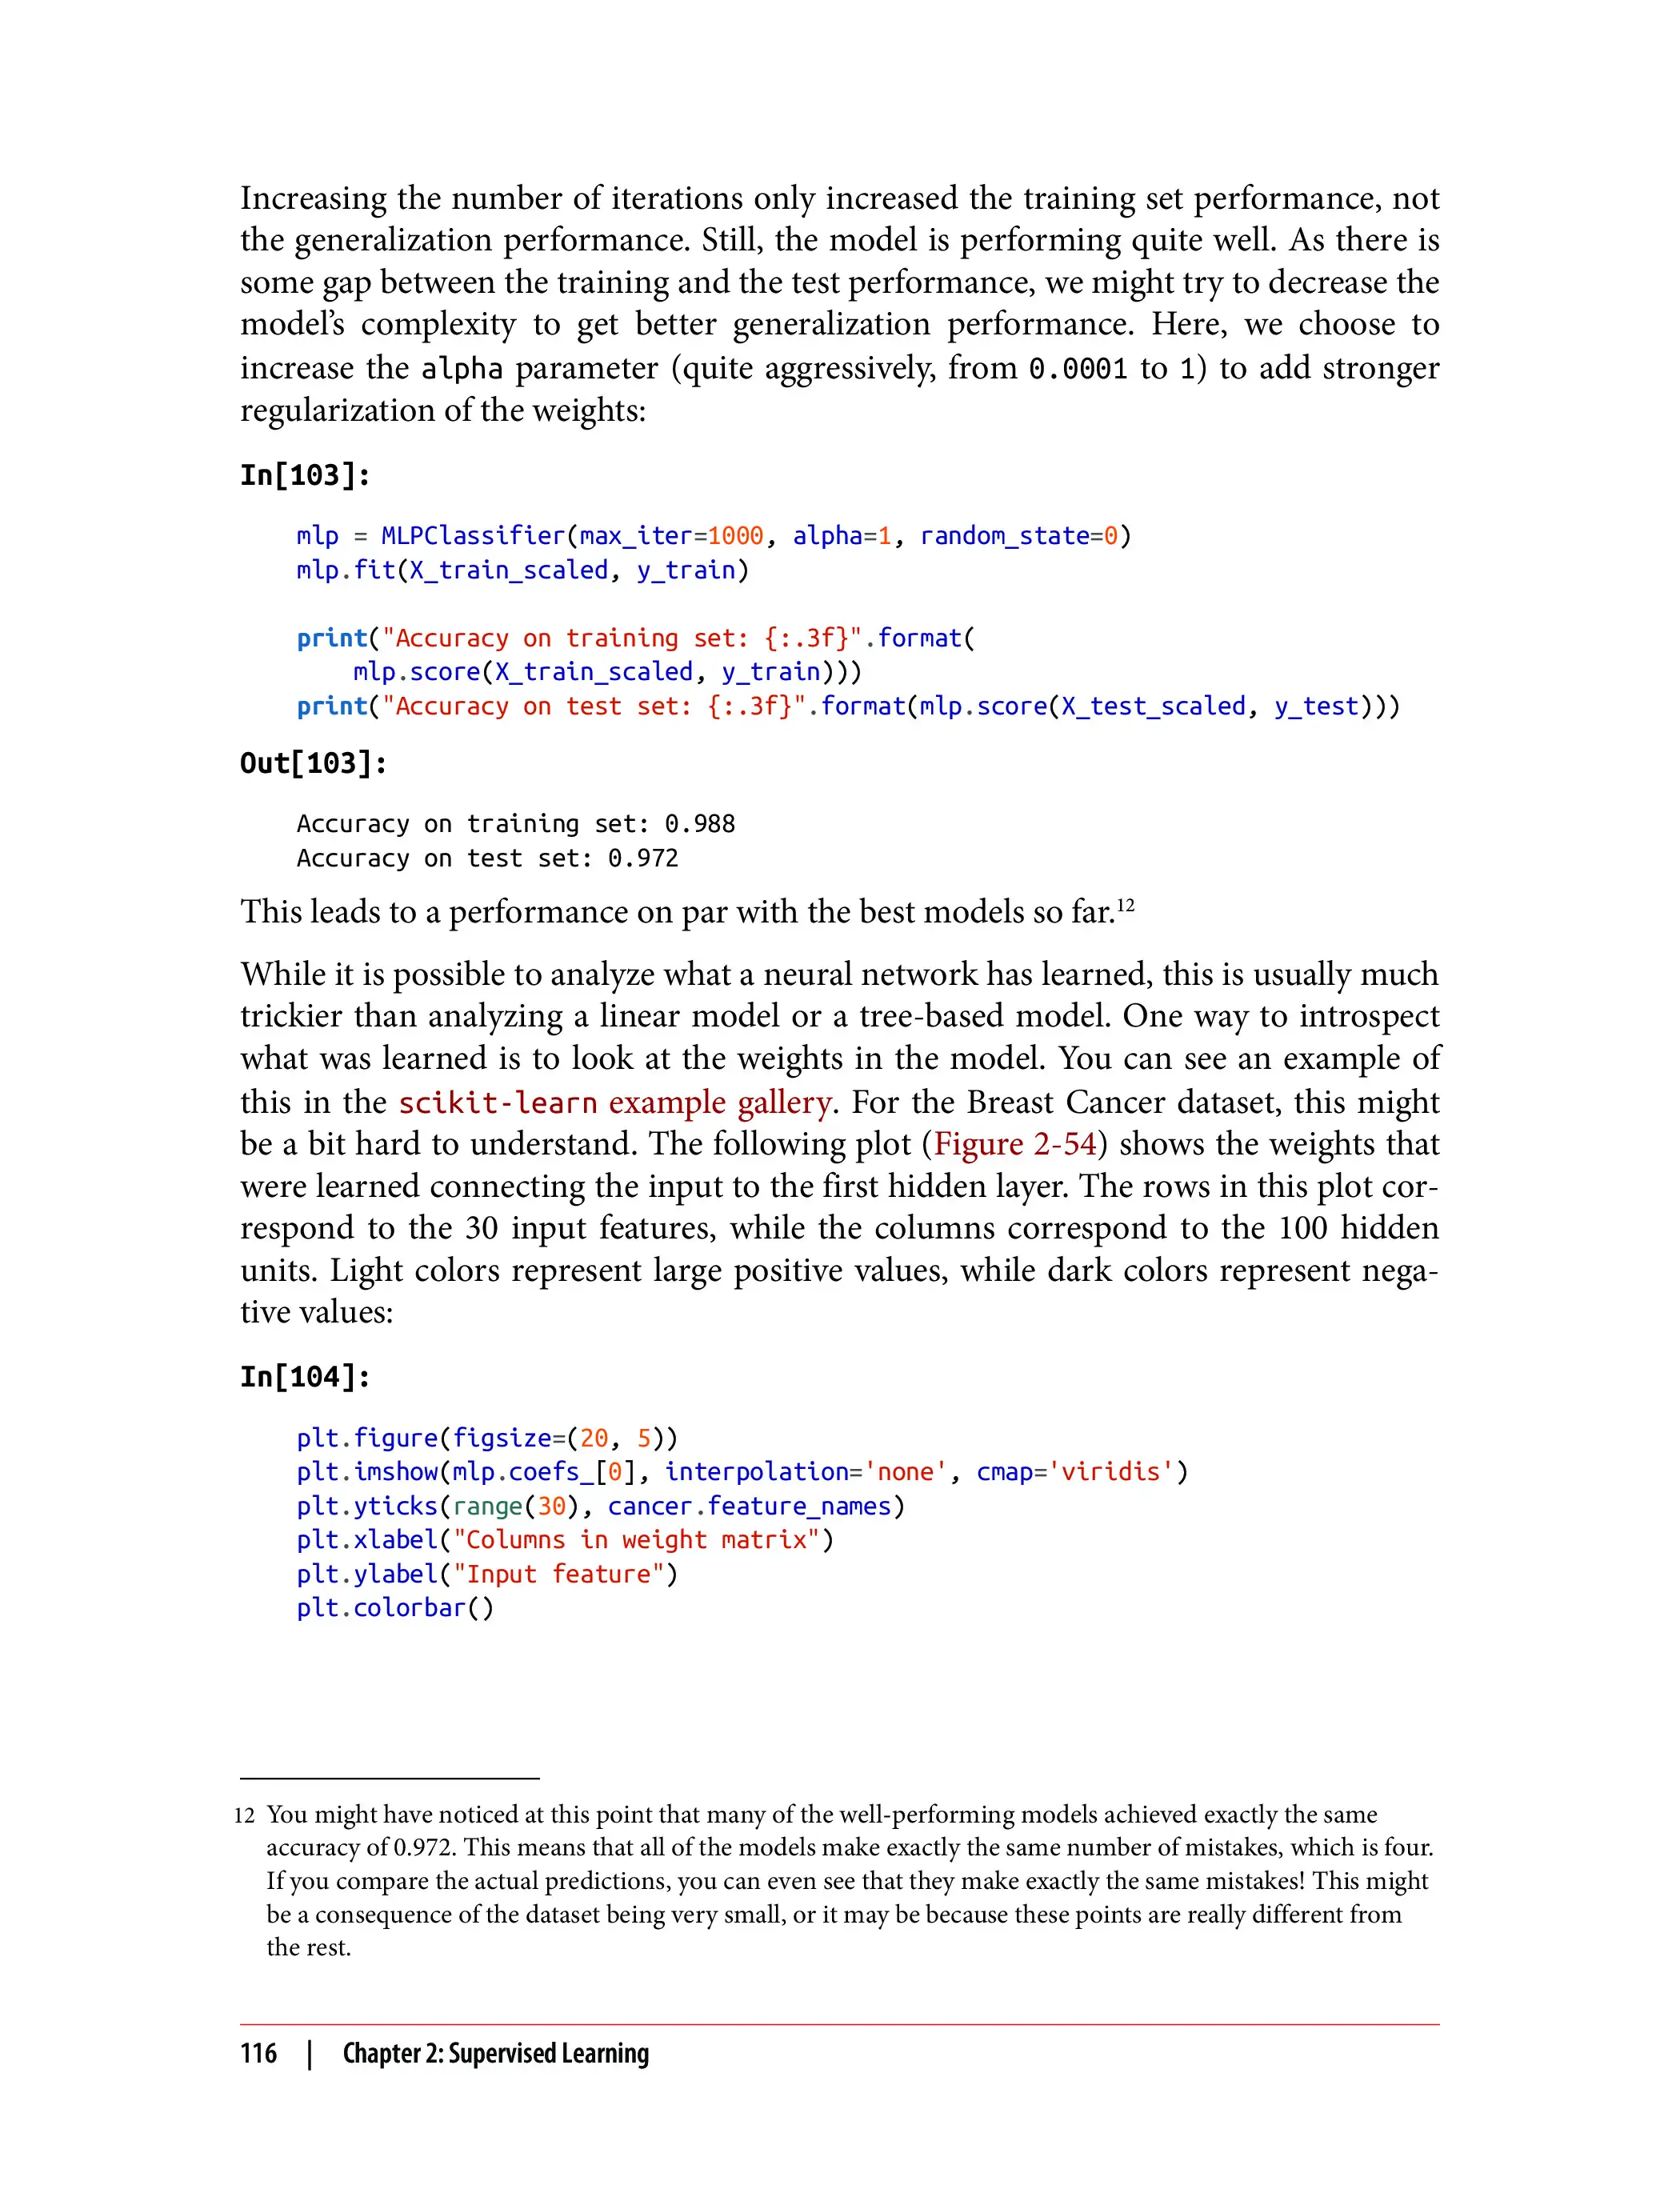 Increasing the number of iterations only increased the training set performance, not
the generalization performance. Still, the model is performing quite well. As there is
some gap between the training and the test performance, we might try to decrease the
model’s complexity to get better generalization performance. Here, we choose to
increase the alpha parameter (quite aggressively, from 0.0001 to 1) to add stronger
regularization of the weights:
In[103]:
mlp = MLPClassifier(max_iter=1000, alpha=1, random_state=0)
mlp.fit(X_train_scaled, y_train)
print("Accuracy on training set: {:.3f}".format(
    mlp.score(X_train_scaled, y_train)))
print("Accuracy on test set: {:.3f}".format(mlp.score(X_test_scaled, y_test)))
Out[103]:
Accuracy on training set: 0.988
Accuracy on test set: 0.972
This leads to a performance on par with the best models so far.12
While it is possible to analyze what a neural network has learned, this is usually much
trickier than analyzing a linear model or a tree-based model. One way to introspect
what was learned is to look at the weights in the model. You can see an example of
this in the scikit-learn example gallery. For the Breast Cancer dataset, this might
be a bit hard to understand. The following plot (Figure 2-54) shows the weights that
were learned connecting the input to the first hidden layer. The rows in this plot cor-
respond to the 30 input features, while the columns correspond to the 100 hidden
units. Light colors represent large positive values, while dark colors represent nega-
tive values:
In[104]:
plt.figure(figsize=(20, 5))
plt.imshow(mlp.coefs_[0], interpolation='none', cmap='viridis')
plt.yticks(range(30), cancer.feature_names)
plt.xlabel("Columns in weight matrix")
plt.ylabel("Input feature")
plt.colorbar()
12 You might have noticed at this point that many of the well-performing models achieved exactly the same
accuracy of 0.972. This means that all of the models make exactly the same number of mistakes, which is four.
If you compare the actual predictions, you can even see that they make exactly the same mistakes! This might
be a consequence of the dataset being very small, or it may be because these points are really different from
the rest.
116 | Chapter 2: Supervised Learning